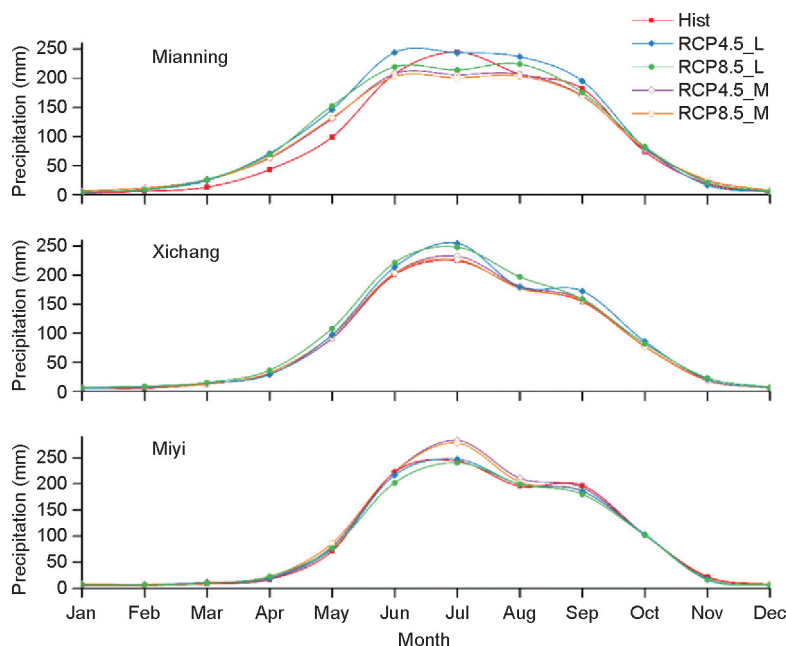 Hist
RCP4.5_L
RCP8.5_L
RCP4.5_M
RCP8.5_M
Mianning
Precipitation (mm)
250
200
150
100
50
0
Xichang
Precipitation (mm)
250
200
150
100
50
0
Miyi
Precipitation (mm)
250
200
150
100
50
0
Jan Feb Mar Apr May Jun Jul Aug Sep Oct Nov Dec
Month